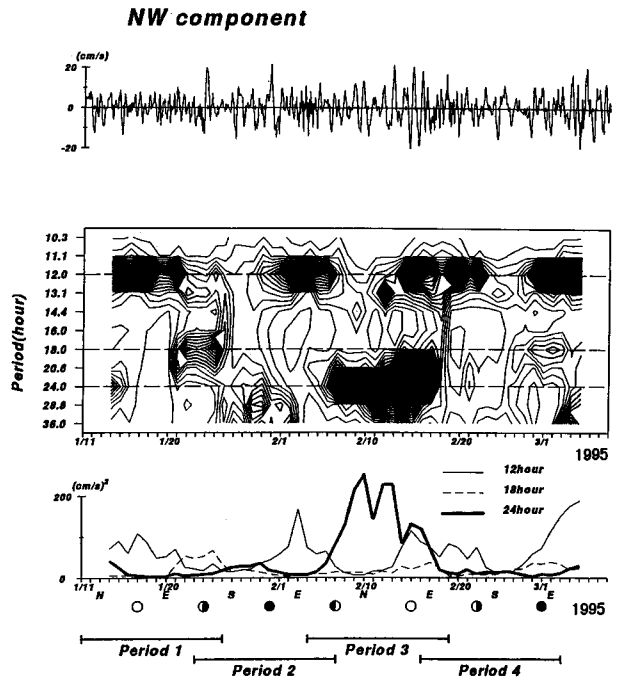 NW component
(cm/s)
20
0
-20
10.3
11.1
12.0
13.1
14.4
16.0
18.0
20.6
24.0
28.8
36.0
Period(hour)
1/11 1/20 2/1 2/10 2/20 3/1
1995
(cm/s)²
200
0
12hour
18hour
24hour
1/11 1/20 2/1 2/10 2/20 3/1
N E S E N E S E
1995
Period 1 Period 3
Period 2 Period 4